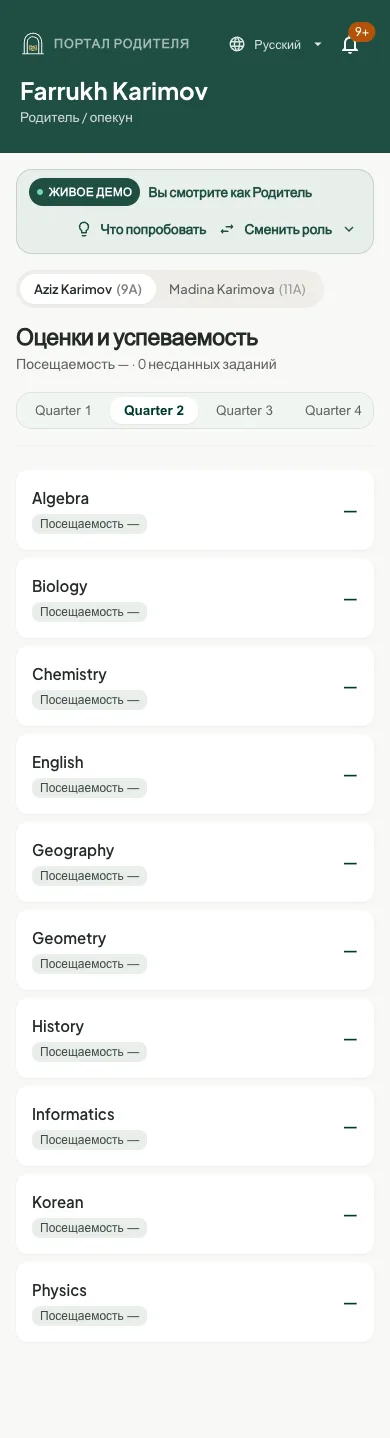 ПОРТАЛ РОДИТЕЛЯ Русский 9+
Farrukh Karimov
Родитель / опекун
ЖИВОЕ ДЕМО Вы смотрите как Родитель
Что попробовать Сменить роль
Aziz Karimov (9A) Madina Karimova (11A)
Оценки и успеваемость
Посещаемость — · 0 несданных заданий
Quarter 1 Quarter 2 Quarter 3 Quarter 4
Algebra
Посещаемость — —
Biology
Посещаемость — —
Chemistry
Посещаемость — —
English
Посещаемость — —
Geography
Посещаемость — —
Geometry
Посещаемость — —
History
Посещаемость — —
Informatics
Посещаемость — —
Korean
Посещаемость — —
Physics
Посещаемость — —